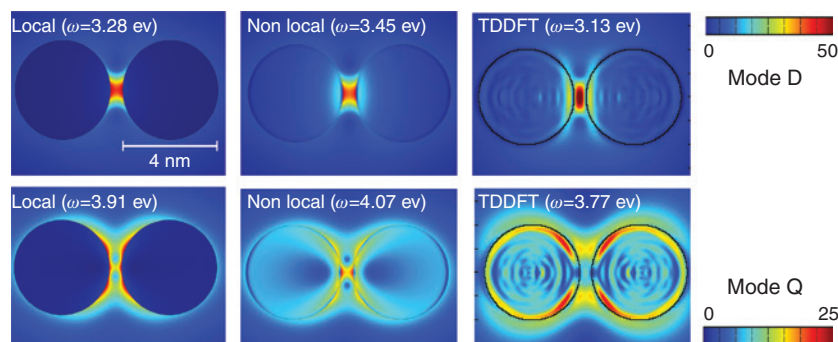 Local (ω=3.28 ev)
Non local (ω=3.45 ev)
TDDFT (ω=3.13 ev)
0
50
Mode D
4 nm
Local (ω=3.91 ev)
Non local (ω=4.07 ev)
TDDFT (ω=3.77 ev)
Mode Q
0
25